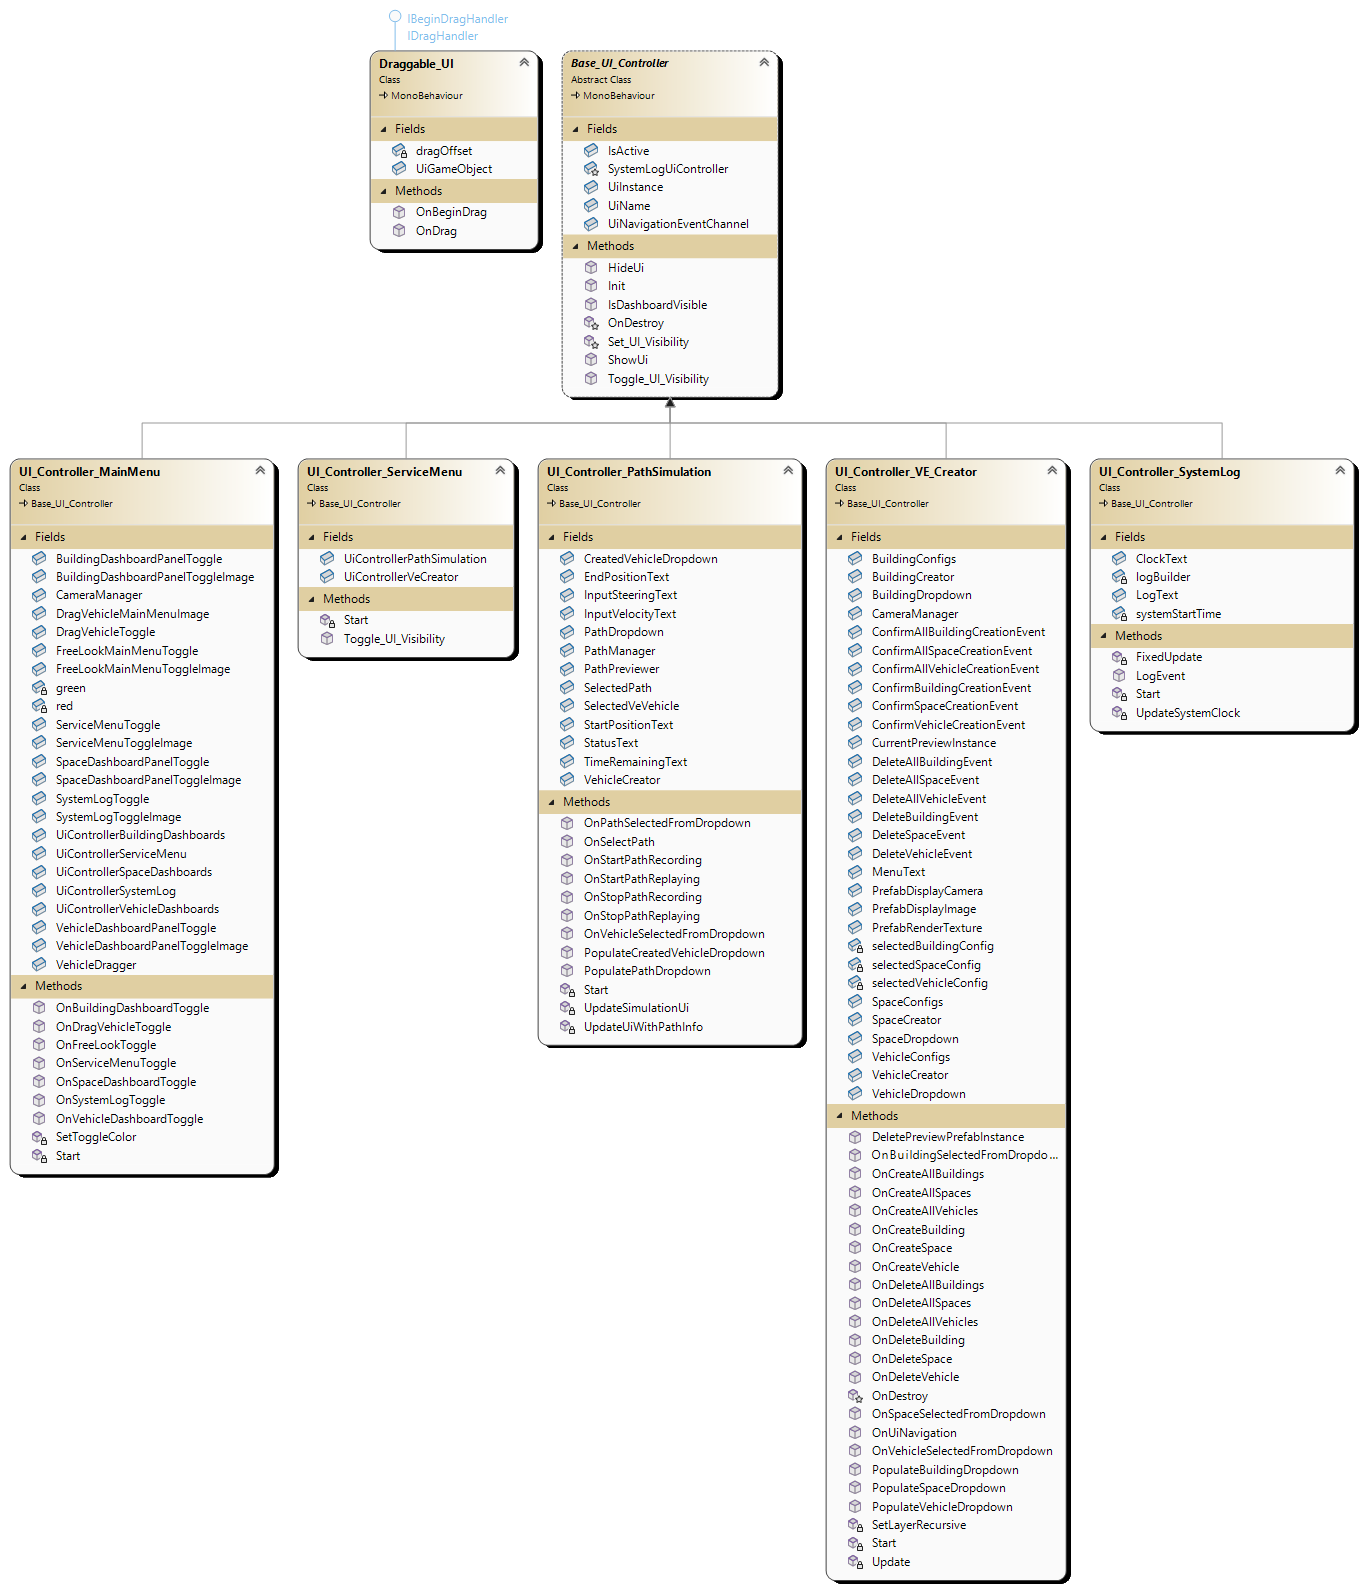 IBeginDragHandler
IDragHandler
Draggable_UI
Class
MonoBehaviour
Fields
dragOffset
UiGameObject
Methods
OnBeginDrag
OnDrag
Base_UI_Controller
Abstract Class
MonoBehaviour
Fields
IsActive
SystemLogUiController
UiInstance
UiName
UiNavigationEventChannel
Methods
HideUi
Init
IsDashboardVisible
OnDestroy
Set_UI_Visibility
ShowUi
Toggle_UI_Visibility
UI_Controller_MainMenu
Class
Base_UI_Controller
Fields
BuildingDashboardPanelToggle
BuildingDashboardPanelToggleImage
CameraManager
DragVehicleMainMenuImage
DragVehicleToggle
FreeLookMainMenuToggle
FreeLookMainMenuToggleImage
green
red
ServiceMenuToggle
ServiceMenuToggleImage
SpaceDashboardPanelToggle
SpaceDashboardPanelToggleImage
SystemLogToggle
SystemLogToggleImage
UiControllerBuildingDashboards
UiControllerServiceMenu
UiControllerSpaceDashboards
UiControllerSystemLog
UiControllerVehicleDashboards
VehicleDashboardPanelToggle
VehicleDashboardPanelToggleImage
VehicleDragger
Methods
OnBuildingDashboardToggle
OnDragVehicleToggle
OnFreeLookToggle
OnServiceMenuToggle
OnSpaceDashboardToggle
OnSystemLogToggle
OnVehicleDashboardToggle
SetToggleColor
Start
UI_Controller_ServiceMenu
Class
Base_UI_Controller
Fields
UiControllerPathSimulation
UiControllerVeCreator
Methods
Start
Toggle_UI_Visibility
UI_Controller_PathSimulation
Class
Base_UI_Controller
Fields
CreatedVehicleDropdown
EndPositionText
InputSteeringText
InputVelocityText
PathDropdown
PathManager
PathPreviewer
SelectedPath
SelectedVeVehicle
StartPositionText
StatusText
TimeRemainingText
VehicleCreator
Methods
OnPathSelectedFromDropdown
OnSelectPath
OnStartPathRecording
OnStartPathReplaying
OnStopPathRecording
OnStopPathReplaying
OnVehicleSelectedFromDropdown
PopulateCreatedVehicleDropdown
PopulatePathDropdown
Start
UpdateSimulationUi
UpdateUiWithPathInfo
UI_Controller_VE_Creator
Class
Base_UI_Controller
Fields
BuildingConfigs
BuildingCreator
BuildingDropdown
CameraManager
ConfirmAllBuildingCreationEvent
ConfirmAllSpaceCreationEvent
ConfirmAllVehicleCreationEvent
ConfirmBuildingCreationEvent
ConfirmSpaceCreationEvent
ConfirmVehicleCreationEvent
CurrentPreviewInstance
DeleteAllBuildingEvent
DeleteAllSpaceEvent
DeleteAllVehicleEvent
DeleteBuildingEvent
DeleteSpaceEvent
DeleteVehicleEvent
MenuText
PrefabDisplayCamera
PrefabDisplayImage
PrefabRenderTexture
selectedBuildingConfig
selectedSpaceConfig
selectedVehicleConfig
SpaceConfigs
SpaceCreator
SpaceDropdown
VehicleConfigs
VehicleCreator
VehicleDropdown
Methods
DeletePreviewPrefabInstance
OnBuildingSelectedFromDropdo...
OnCreateAllBuildings
OnCreateAllSpaces
OnCreateAllVehicles
OnCreateBuilding
OnCreateSpace
OnCreateVehicle
OnDeleteAllBuildings
OnDeleteAllSpaces
OnDeleteAllVehicles
OnDeleteBuilding
OnDeleteSpace
OnDeleteVehicle
OnDestroy
OnSpaceSelectedFromDropdown
OnUiNavigation
OnVehicleSelectedFromDropdown
PopulateBuildingDropdown
PopulateSpaceDropdown
PopulateVehicleDropdown
SetLayerRecursive
Start
Update
UI_Controller_SystemLog
Class
Base_UI_Controller
Fields
ClockText
logBuilder
LogText
systemStartTime
Methods
FixedUpdate
LogEvent
Start
UpdateSystemClock